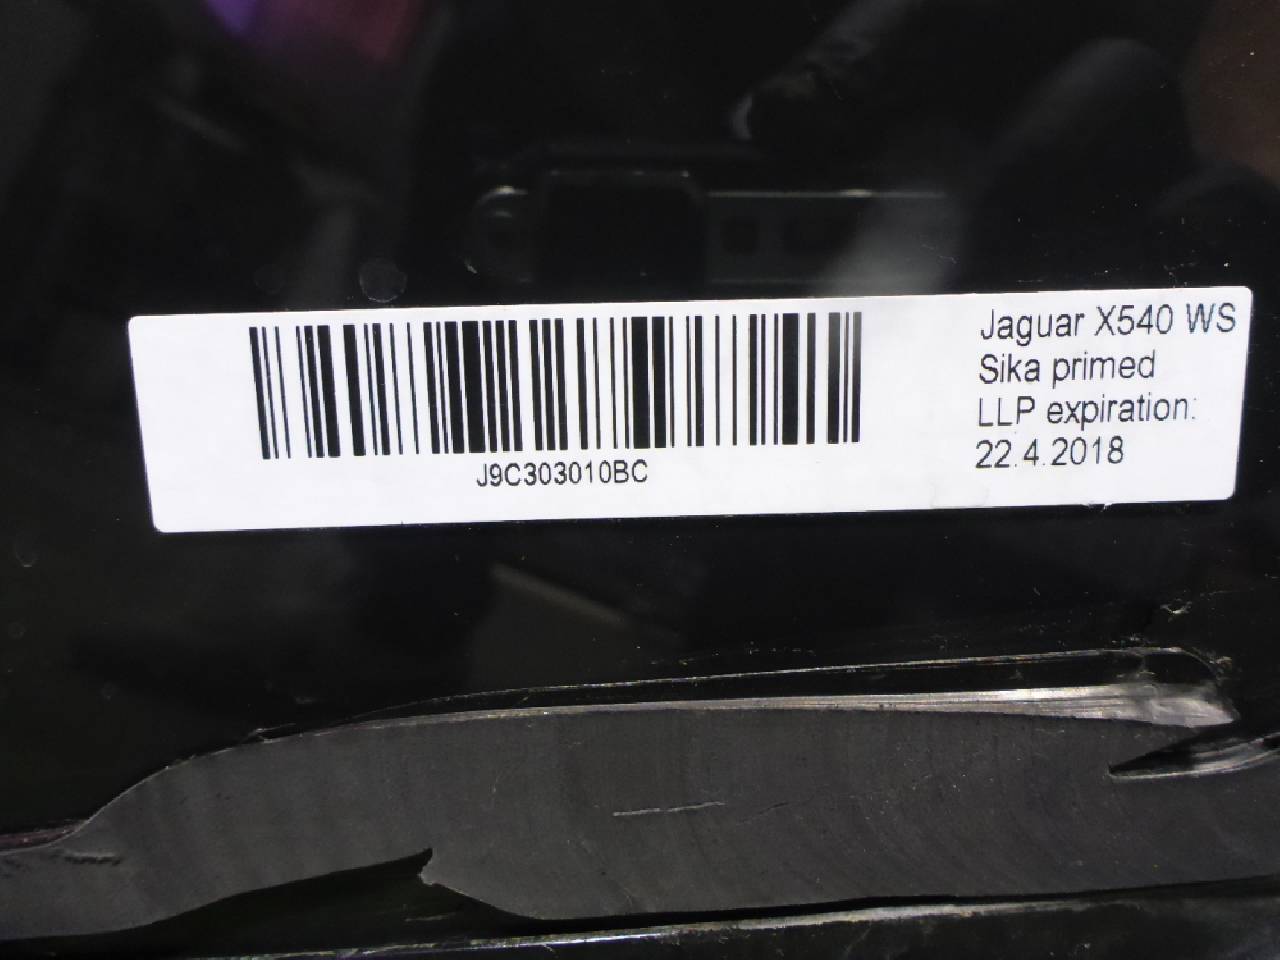 Jaguar X540 WS
Sika primed
LLP expiration:
22.4.2018
J9C303010BC